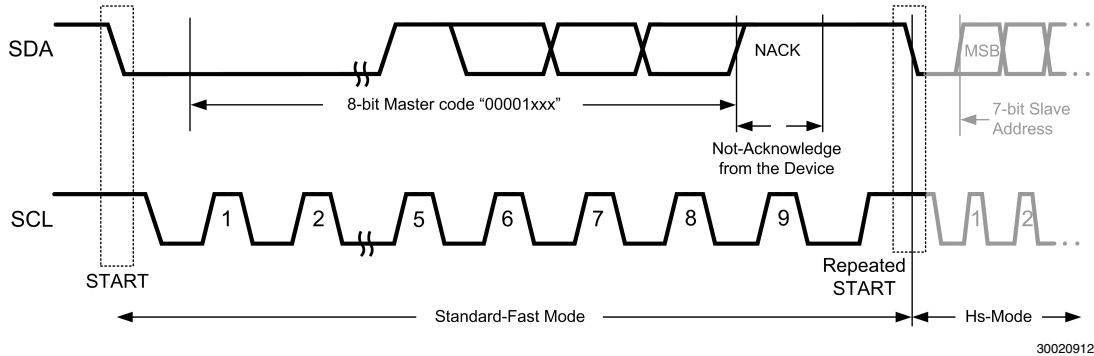 SDA
NACK
MSB
8-bit Master code “00001xxx”
7-bit Slave
Address
Not-Acknowledge
from the Device
SCL
1
2
5
6
7
8
9
1
2
START
Repeated
START
Standard-Fast Mode
Hs-Mode
30020912